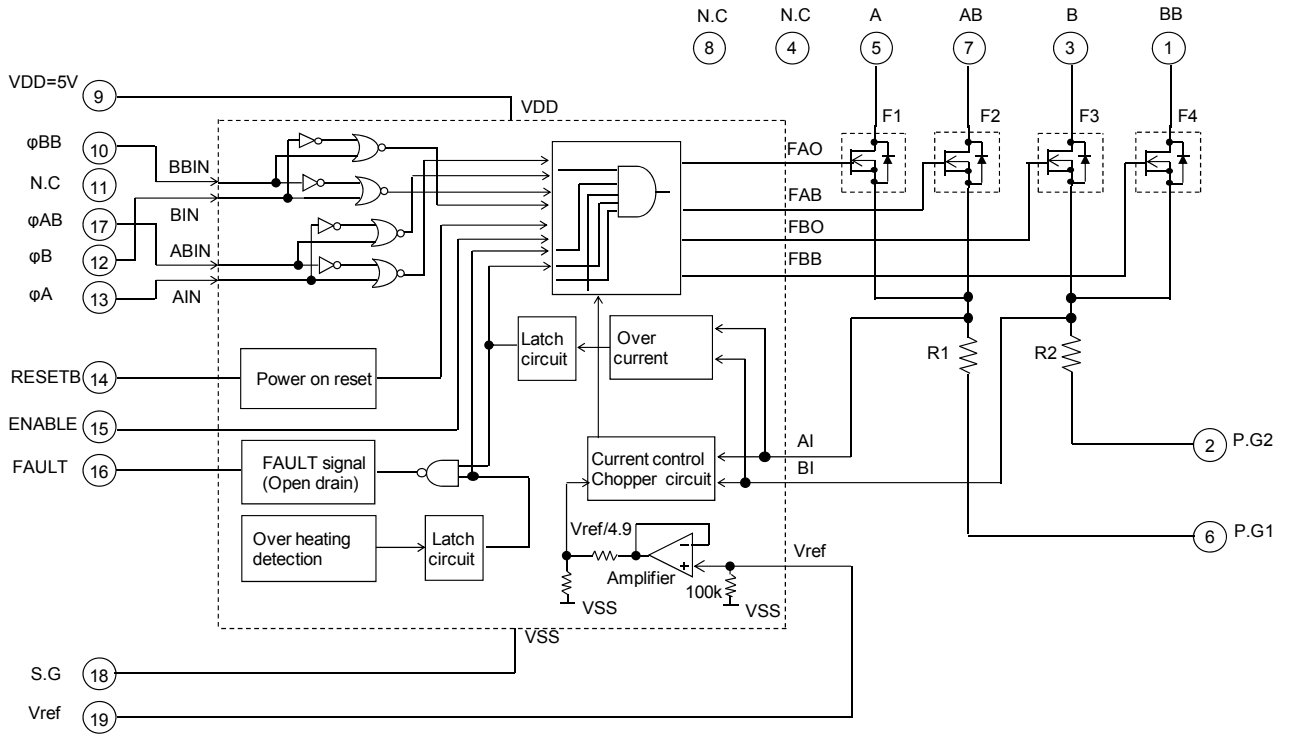 N.C N.C A AB B BB
8 4 5 7 3 1
VDD=5V 9 VDD
F1 F2 F3 F4
φBB 10 BBIN
FAO
N.C 11
BIN
FAB
φAB 17 ABIN
FBO
φB 12
FBB
φA 13 AIN
Latch circuit
Over current
R1 R2
RESETB 14 Power on reset
ENABLE 15
AI
2 P.G2
FAULT 16 FAULT signal (Open drain)
Current control Chopper circuit
BI
Vref/4.9
6 P.G1
Over heating detection
Latch circuit
- +
Vref
Amplifier
100k
VSS VSS
VSS
S.G 18
Vref 19